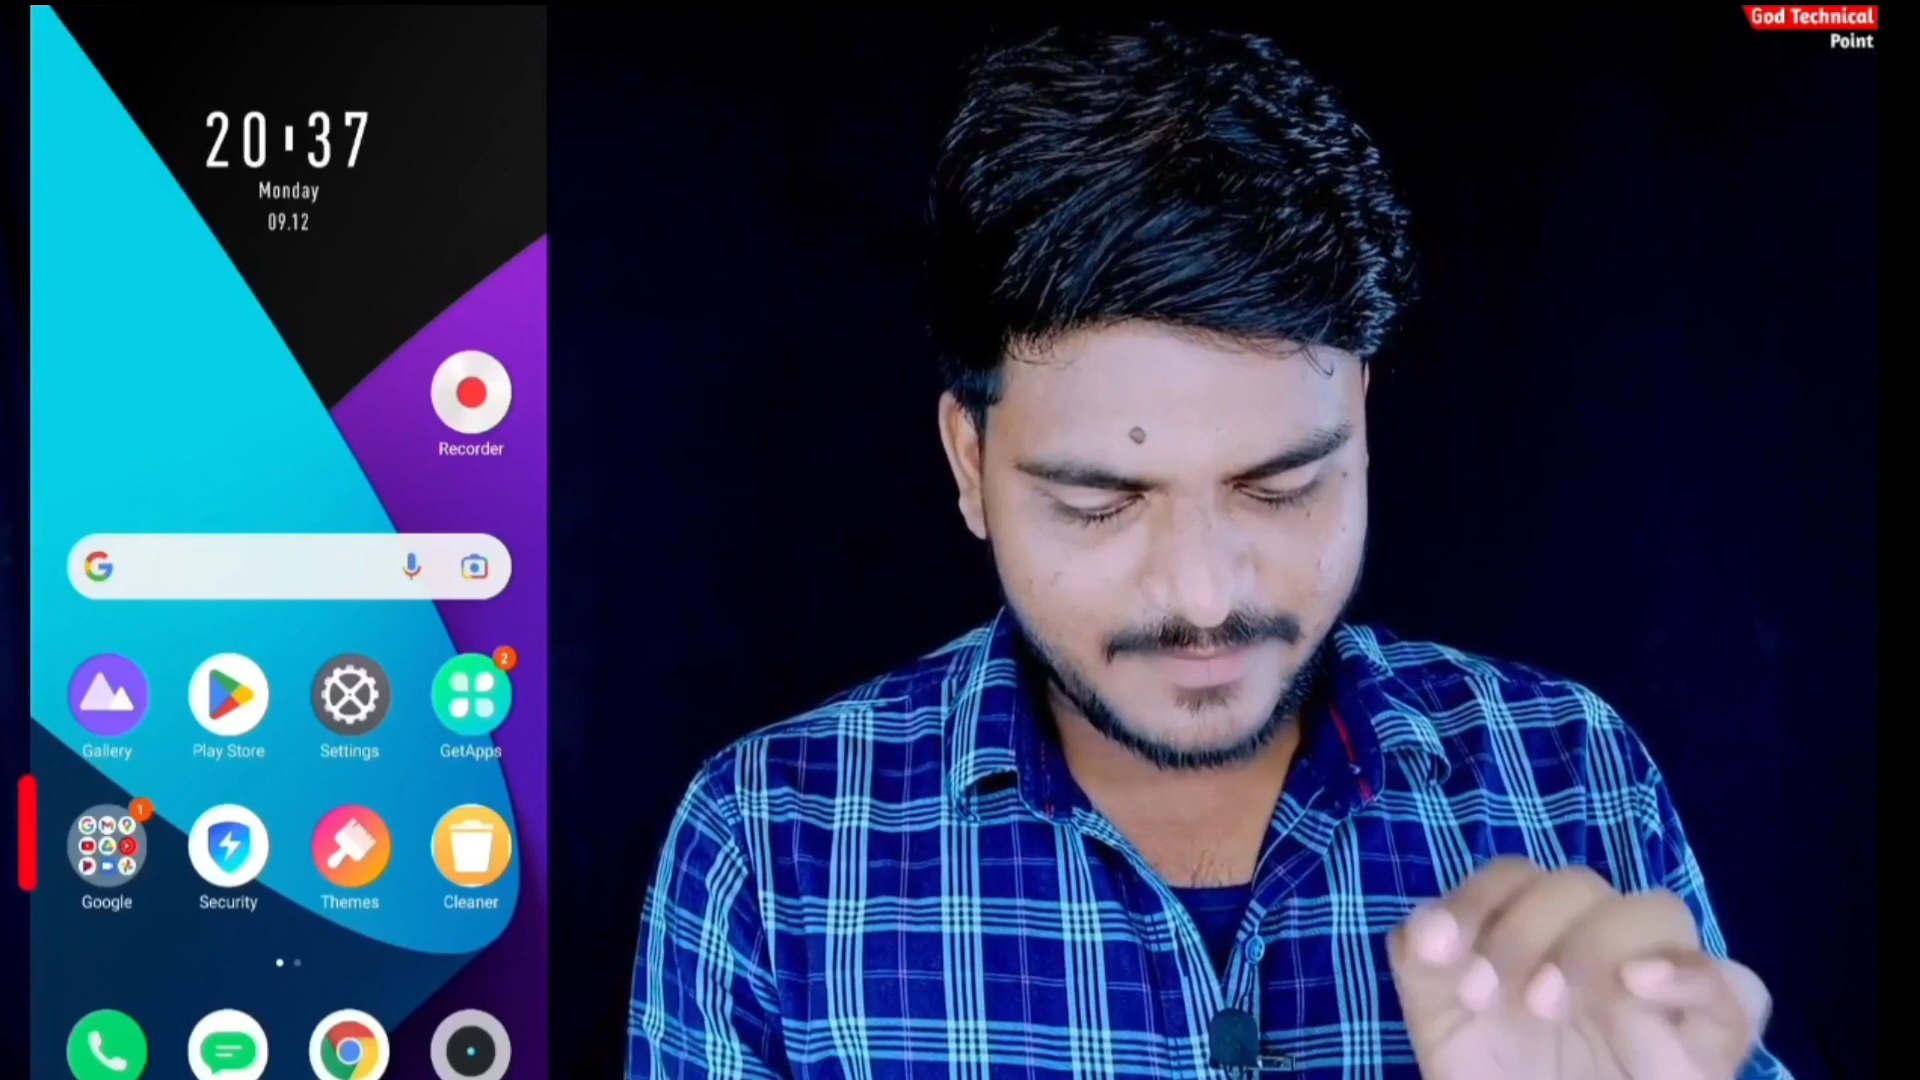 God Technical
Point
20:37
Monday
09.12
Recorder
2
Gallery
Play Store
Settings
GetApps
1
Google
Security
Themes
Cleaner